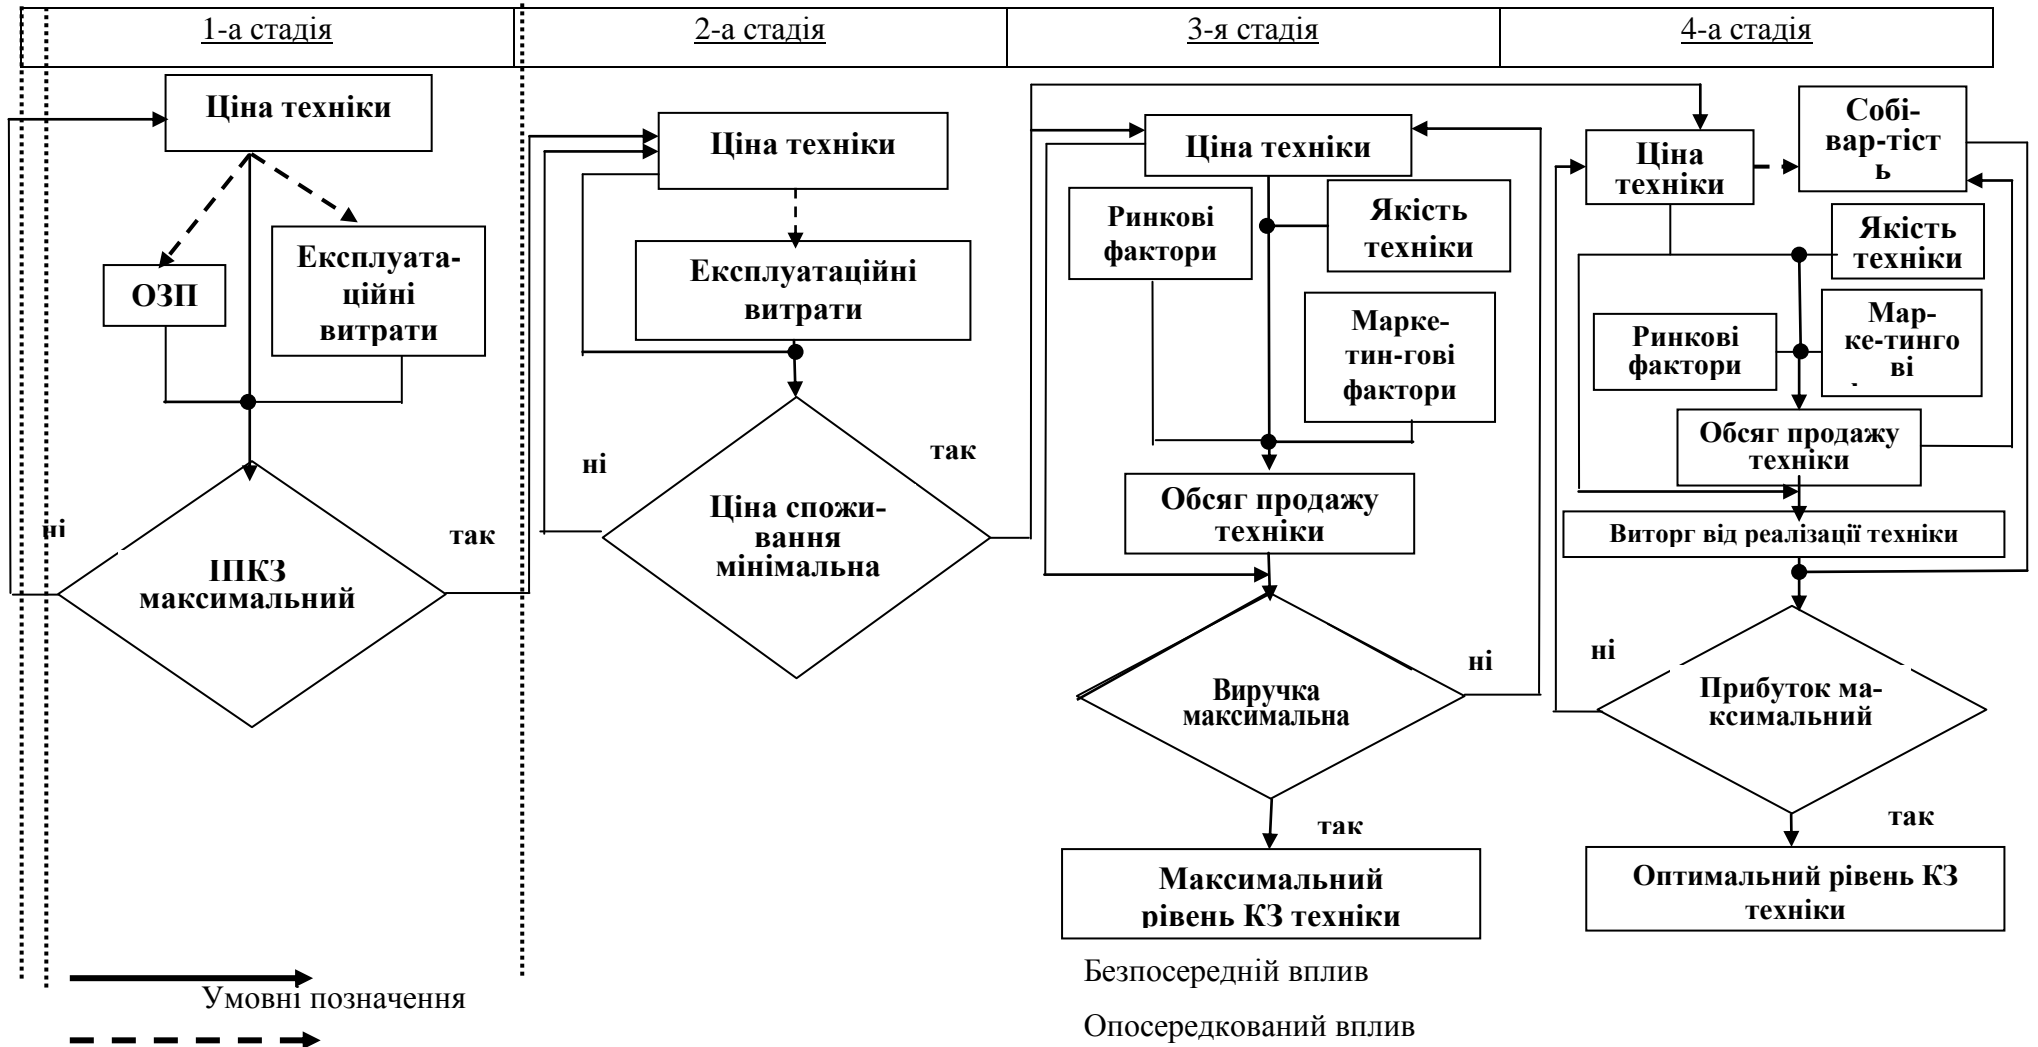 1-а стадія
2-а стадія
3-я стадія
4-а стадія
Ціна техніки
ОЗП
Експлуата-
ційні
витрати
ні
так
ІПКЗ
максимальний
Ціна техніки
Експлуатаційні
витрати
ні
так
Ціна спожи-
вання
мінімальна
Ціна техніки
Ринкові
фактори
Якість
техніки
Марке-
тин-гові
фактори
Обсяг продажу
техніки
Виручка
максимальна
ні
так
Максимальний
рівень КЗ техніки
Ціна
техніки
Собі-
вар-тіст
ь
Якість
техніки
Ринкові
фактори
Мар-
ке-тинго
ві
Обсяг продажу
техніки
Виторг від реалізації техніки
ні
Прибуток ма-
ксимальний
так
Оптимальний рівень КЗ
техніки
Умовні позначення
Безпосередній вплив
Опосередкований вплив